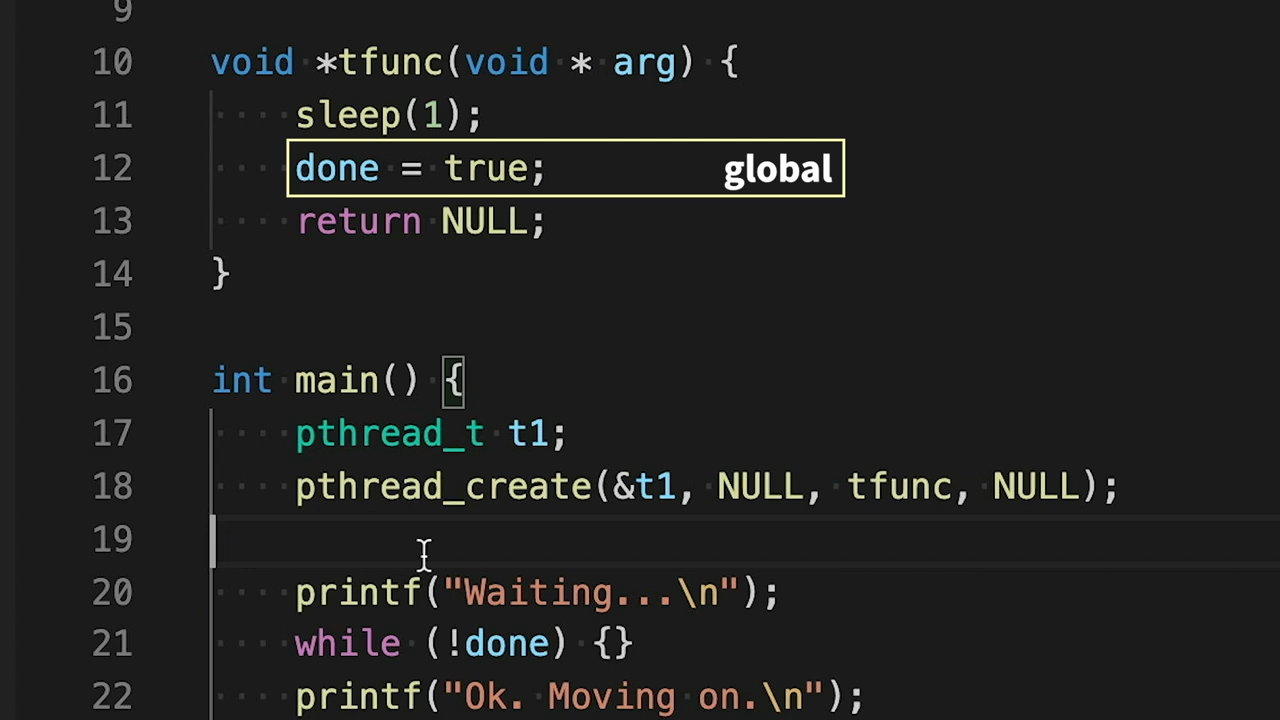 9
10 void *tfunc(void * arg) {
11 sleep(1);
12 done = true; global
13 return NULL;
14 }
15
16 int main() {
17 pthread_t t1;
18 pthread_create(&t1, NULL, tfunc, NULL);
19
20 printf("Waiting...\n");
21 while (!done) {}
22 printf("Ok. Moving on.\n");